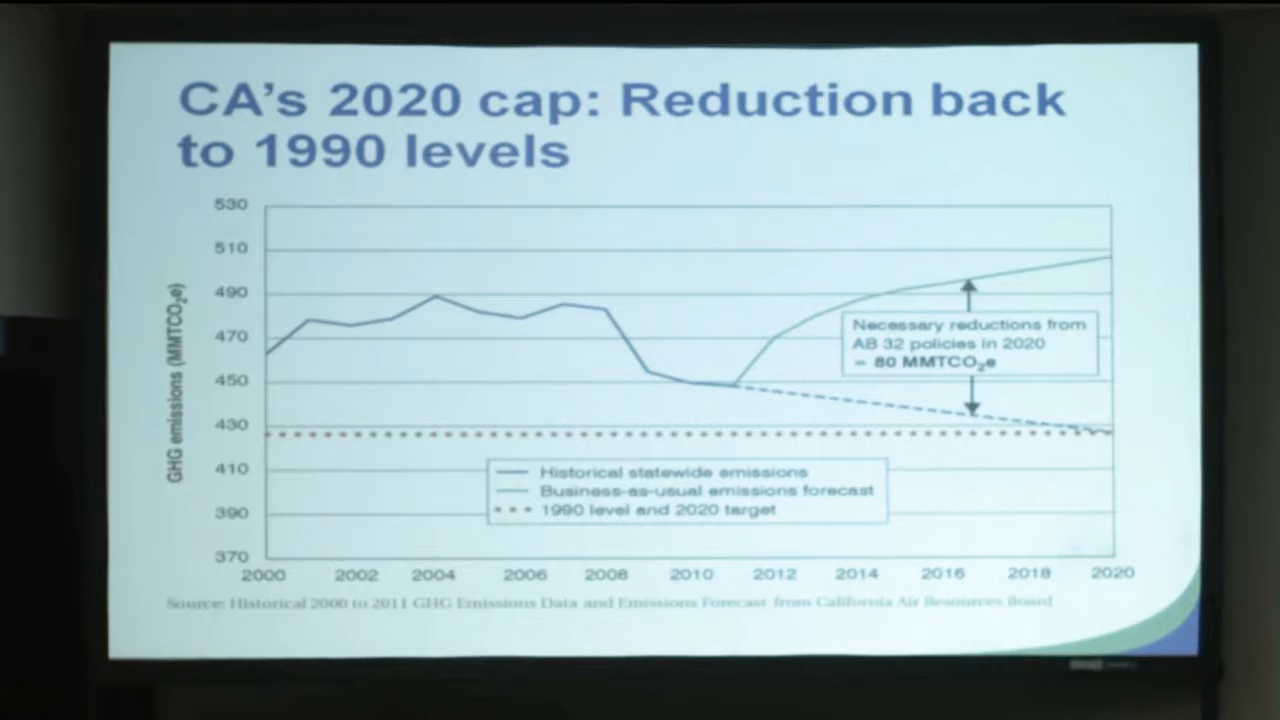 CA's 2020 cap: Reduction back
to 1990 levels
530
510
490
470
450
430
410
390
370
GHG emissions (MMTCO₂e)
Necessary reductions from
AB 32 policies in 2020
= 80 MMTCO₂e
Historical statewide emissions
Business-as-usual emissions forecast
1990 level and 2020 target
2000 2002 2004 2006 2008 2010 2012 2014 2016 2018 2020
Source: Historical 2000 to 2011 GHG Emissions Data and Emissions Forecast from California Air Resources Board